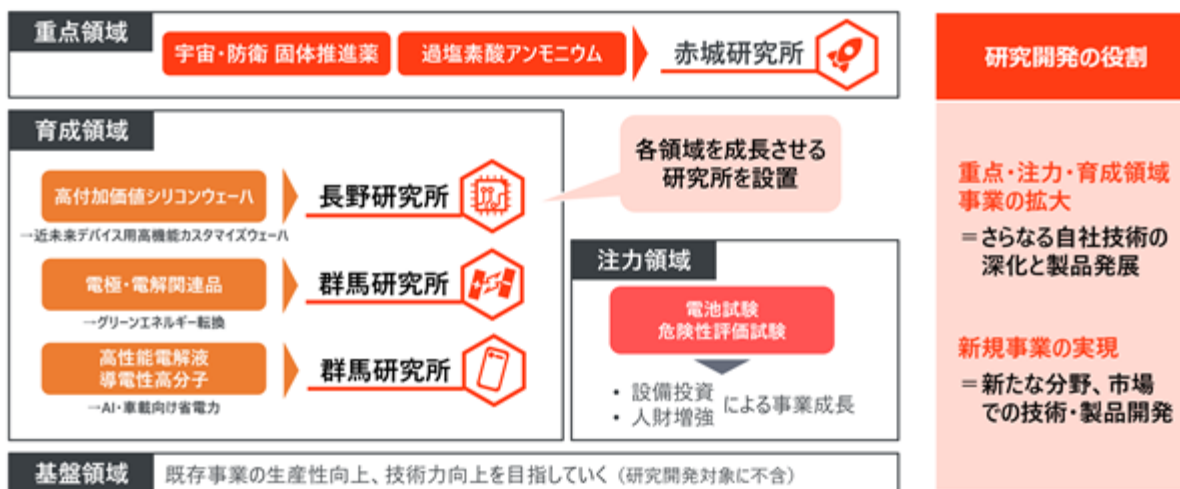 重点領域
宇宙・防衛 固体推進薬
過塩素酸アンモニウム
赤城研究所
育成領域
高付加価値シリコンウェーハ
長野研究所
→近未来デバイス用高機能カスタマイズウェーハ
電極・電解関連品
群馬研究所
→グリーンエネルギー転換
高性能電解液
導電性高分子
群馬研究所
→AI・車載向け省電力
各領域を成長させる
研究所を設置
注力領域
電池試験
危険性評価試験
・設備投資
・人財増強
による事業成長
基盤領域
既存事業の生産性向上、技術力向上を目指していく（研究開発対象に不含）
研究開発の役割
重点・注力・育成領域
事業の拡大
＝さらなる自社技術の
深化と製品発展
新規事業の実現
＝新たな分野、市場
での技術・製品開発